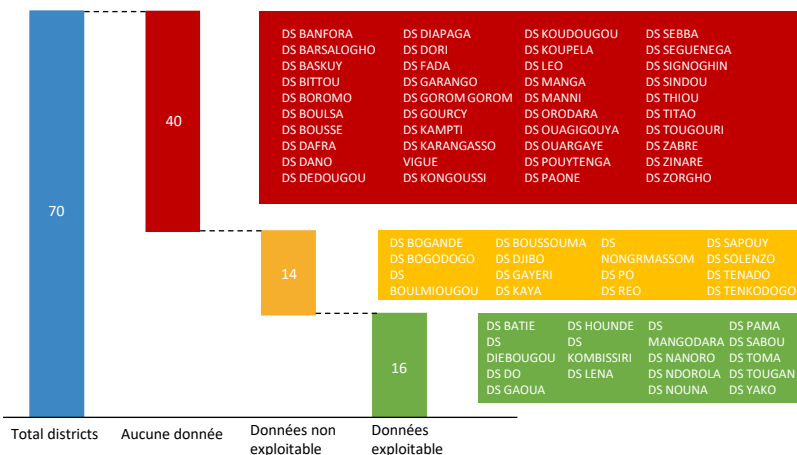 70
40
14
16
DS BANFORA
DS BARSALOGHO
DS BASKUY
DS BITTOU
DS BOROMO
DS BOULSA
DS BOUSSE
DS DAFRA
DS DANO
DS DEDOUGOU
DS DIAPAGA
DS DORI
DS FADA
DS GARANGO
DS GOROM GOROM
DS GOURCY
DS KAMPTI
DS KARANGASSO
VIGUE
DS KONGOUSSI
DS KOUDOUGOU
DS KOUPELA
DS LEO
DS MANGA
DS MANNI
DS ORODARA
DS OUAGIGOUYA
DS OUARGAYE
DS POUYTENGA
DS PAONE
DS SEBBA
DS SEGUENEGA
DS SIGNOGHIN
DS SINDOU
DS THIOU
DS TITAO
DS TOUGOURI
DS ZABRE
DS ZINARE
DS ZORGHO
DS BOGANDE
DS BOGODOGO
DS
BOULMIOUGOU
DS BOUSSOUMA
DS DJIBO
DS GAYERI
DS KAYA
DS
NONGRMASSOM
DS PO
DS REO
DS SAPOUY
DS SOLENZO
DS TENADO
DS TENKODOGO
DS BATIE
DS
DIEBOUGOU
DS DO
DS GAOUA
DS HOUNDE
DS
KOMBISSIRI
DS LENA
DS
MANGODARA
DS NANORO
DS NDOROLA
DS NOUNA
DS PAMA
DS SABOU
DS TOMA
DS TOUGAN
DS YAKO
Total districts
Aucune donnée
Données non
exploitable
Données
exploitable